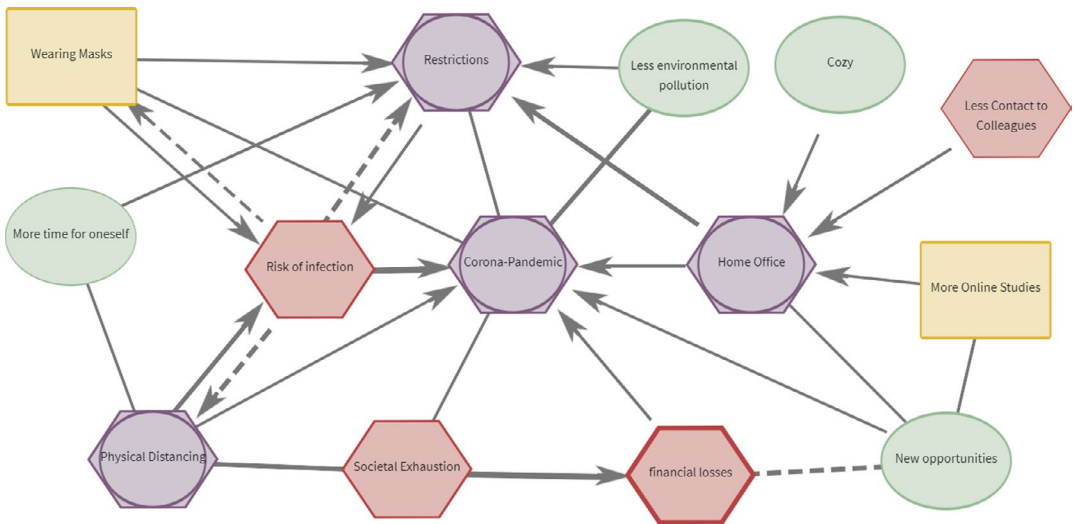 Wearing Masks
Restrictions
Less environmental
pollution
Cozy
Less Contact to
Colleagues
More time for oneself
Risk of infection
Corona-Pandemic
Home Office
More Online Studies
Physical Distancing
Societal Exhaustion
financial losses
New opportunities